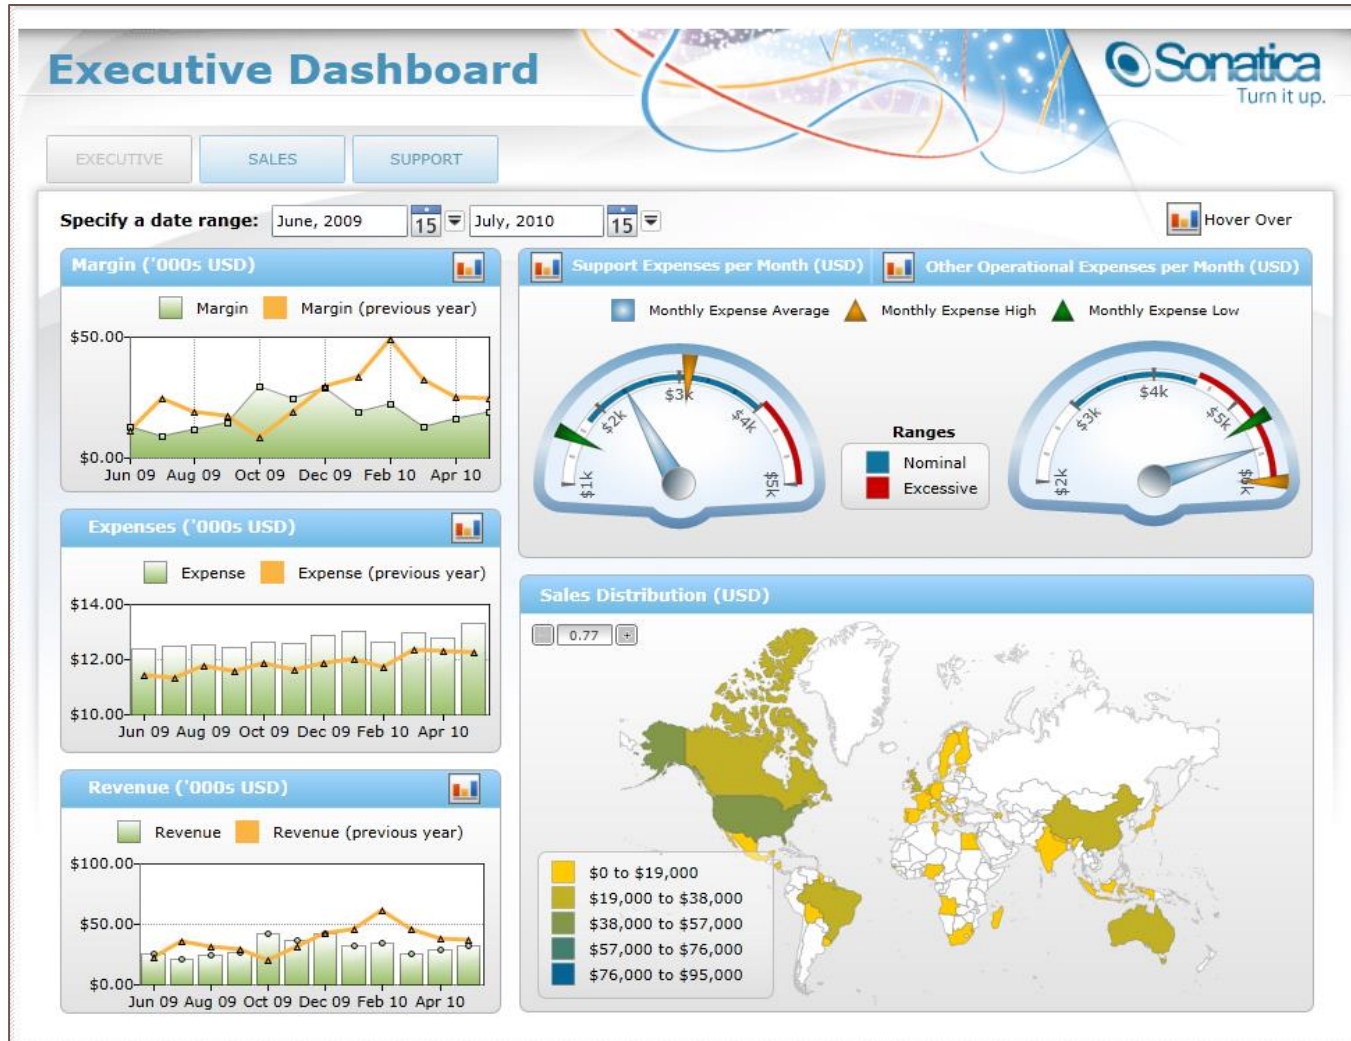 Executive Dashboard
Sonatica
Turn it up.
EXECUTIVE
SALES
SUPPORT
Specify a date range:
June, 2009
15
July, 2010
15
Hover Over
Margin ('000s USD)
Margin
Margin (previous year)
$50.00
$0.00
Jun 09 Aug 09 Oct 09 Dec 09 Feb 10 Apr 10
Expenses ('000s USD)
Expense
Expense (previous year)
$14.00
$12.00
$10.00
Jun 09 Aug 09 Oct 09 Dec 09 Feb 10 Apr 10
Revenue ('000s USD)
Revenue
Revenue (previous year)
$100.00
$50.00
$0.00
Jun 09 Aug 09 Oct 09 Dec 09 Feb 10 Apr 10
Support Expenses per Month (USD)
Other Operational Expenses per Month (USD)
Monthly Expense Average
Monthly Expense High
Monthly Expense Low
$1k
$2k
$3k
$4k
$5k
Ranges
Nominal
Excessive
$2k
$3k
$4k
$5k
$6k
Sales Distribution (USD)
0.77
+
$0 to $19,000
$19,000 to $38,000
$38,000 to $57,000
$57,000 to $76,000
$76,000 to $95,000